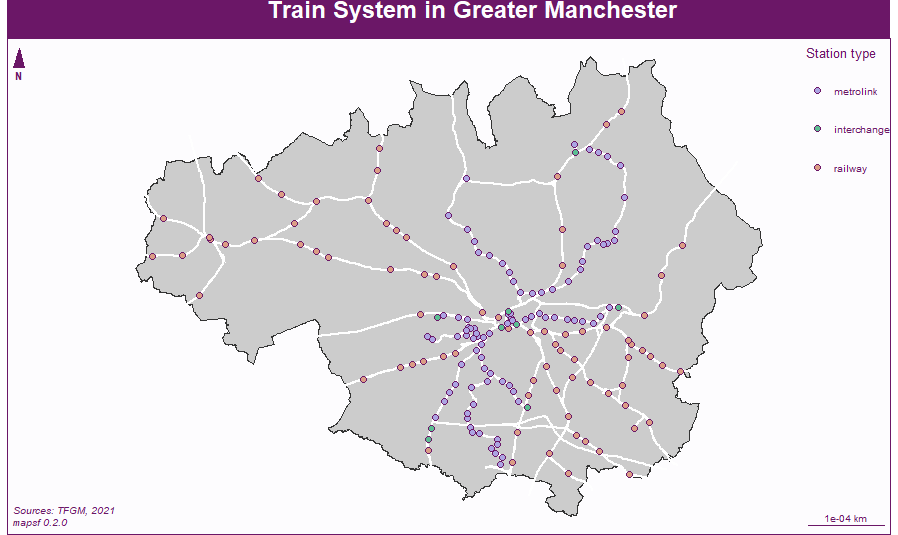 Train System in Greater Manchester
N
Station type
metrolink
interchange
railway
Sources: TFGM, 2021
mapsf 0.2.0
1e-04 km